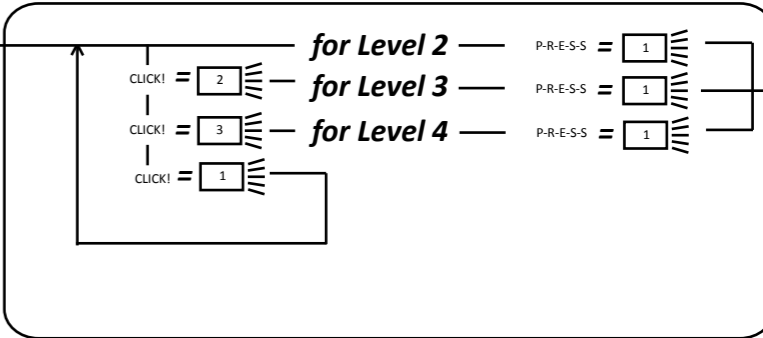 for Level 2 P-R-E-S-S = 1
CLICK! = 2 for Level 3 P-R-E-S-S = 1
CLICK! = 3 for Level 4 P-R-E-S-S = 1
CLICK! = 1